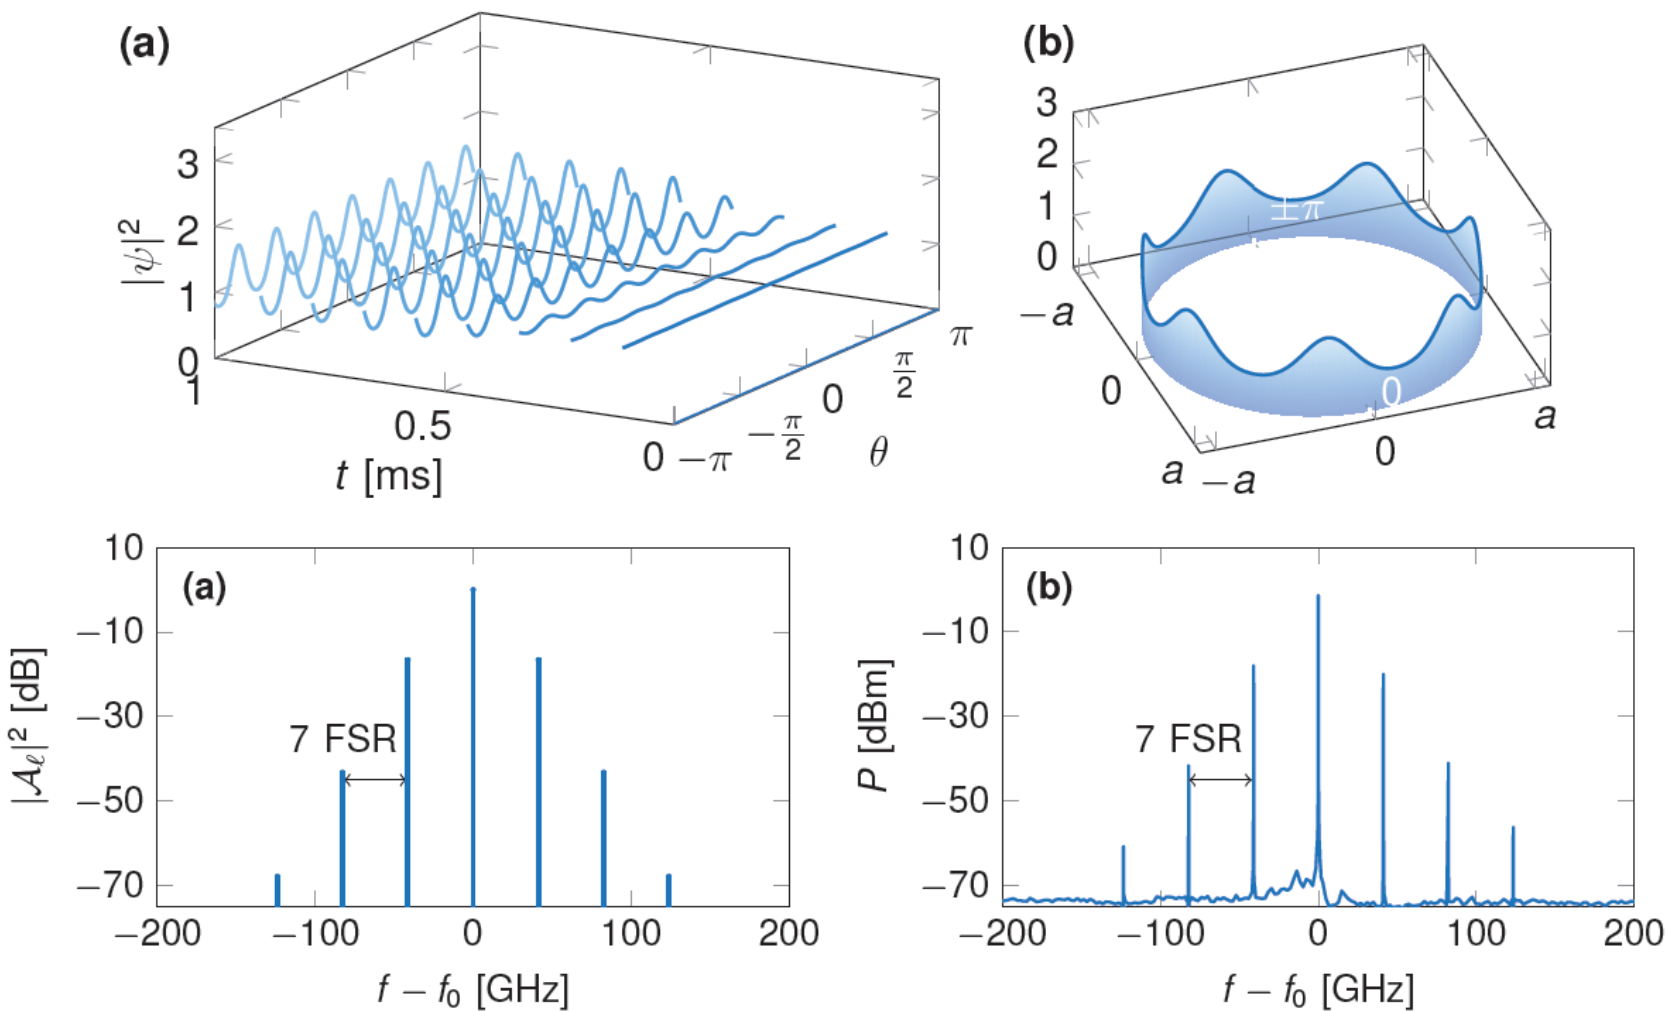 (a)
3
2
1
0
|ψ|²
1
0.5
0
t [ms]
−π
−π/2
0
π/2
π
θ
(b)
3
2
1
0
±π
0
−a
0
a
−a
0
a
(a)
10
−10
−30
−50
−70
|𝒜ℓ|² [dB]
7 FSR
−200 −100 0 100 200
f − f₀ [GHz]
(b)
10
−10
−30
−50
−70
P [dBm]
7 FSR
−200 −100 0 100 200
f − f₀ [GHz]